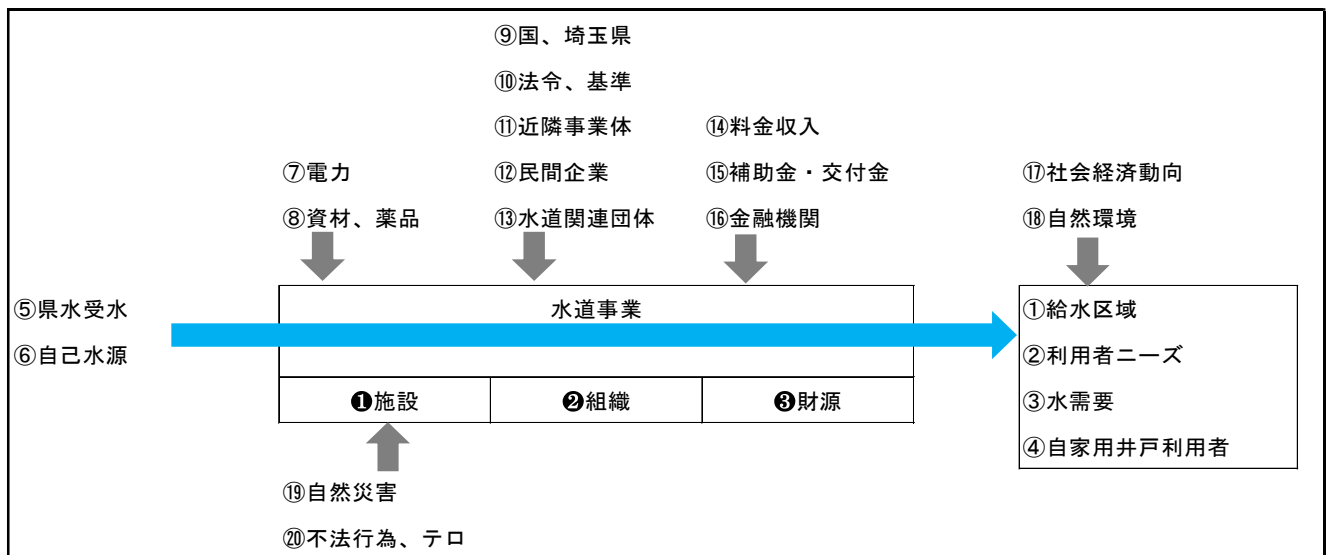 ⑨国、埼玉県
⑩法令、基準
⑪近隣事業体
⑭料金収入
⑦電力
⑫民間企業
⑮補助金・交付金
⑰社会経済動向
⑧資材、薬品
⑬水道関連団体
⑯金融機関
⑱自然環境
⑤県水受水
水道事業
①給水区域
⑥自己水源
②利用者ニーズ
❶施設
❷組織
❸財源
③水需要
④自家用井戸利用者
⑲自然災害
⑳不法行為、テロ